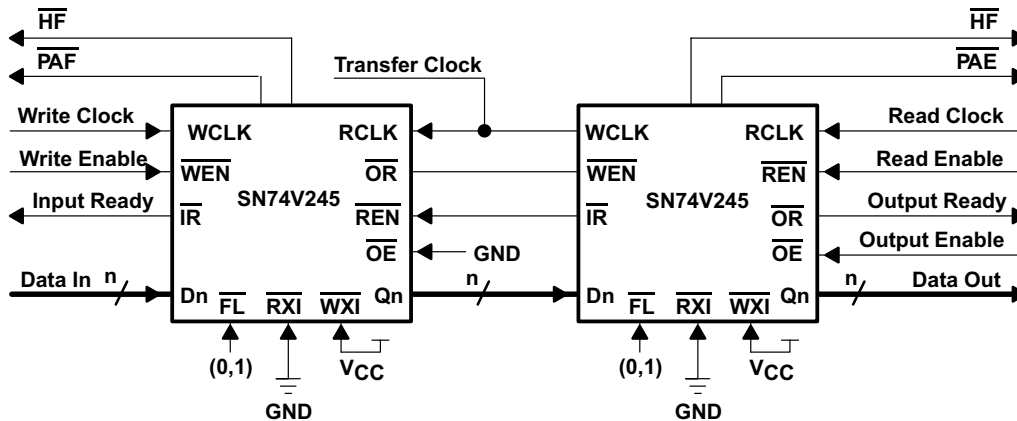 HF HF
PAF Transfer Clock PAE
Write Clock WCLK RCLK WCLK RCLK Read Clock
Write Enable WEN OR WEN REN Read Enable
SN74V245 SN74V245
Input Ready IR REN IR OR Output Ready
OE GND OE Output Enable
Data In n Dn Qn n Dn Qn n Data Out
FL RXI WXI FL RXI WXI
(0,1) VCC (0,1) VCC
GND GND